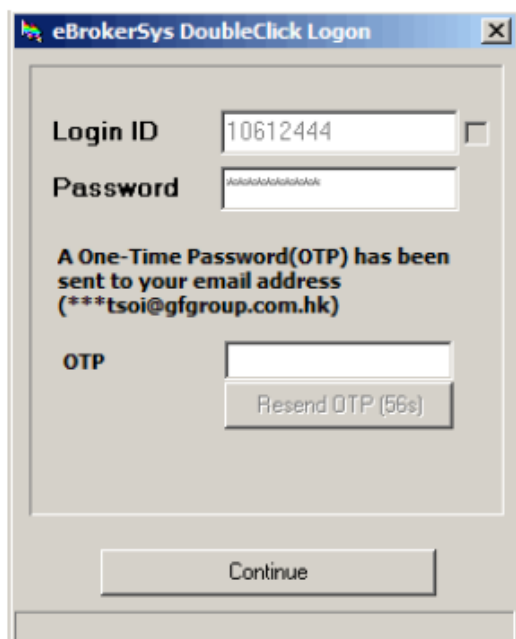 eBrokerSys DoubleClick Logon
Login ID 10612444
Password **********
A One-Time Password(OTP) has been
sent to your email address
(***tsoi@gfgroup.com.hk)
OTP
Resend OTP (56s)
Continue